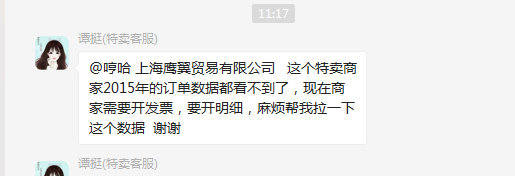 11:17
谭挺(特卖客服)
@哼哈 上海鹰翼贸易有限公司 这个特卖商
家2015年的订单数据都看不到了，现在商
家需要开发票，要开明细，麻烦帮我拉一下
这个数据 谢谢
谭挺(特卖客服)